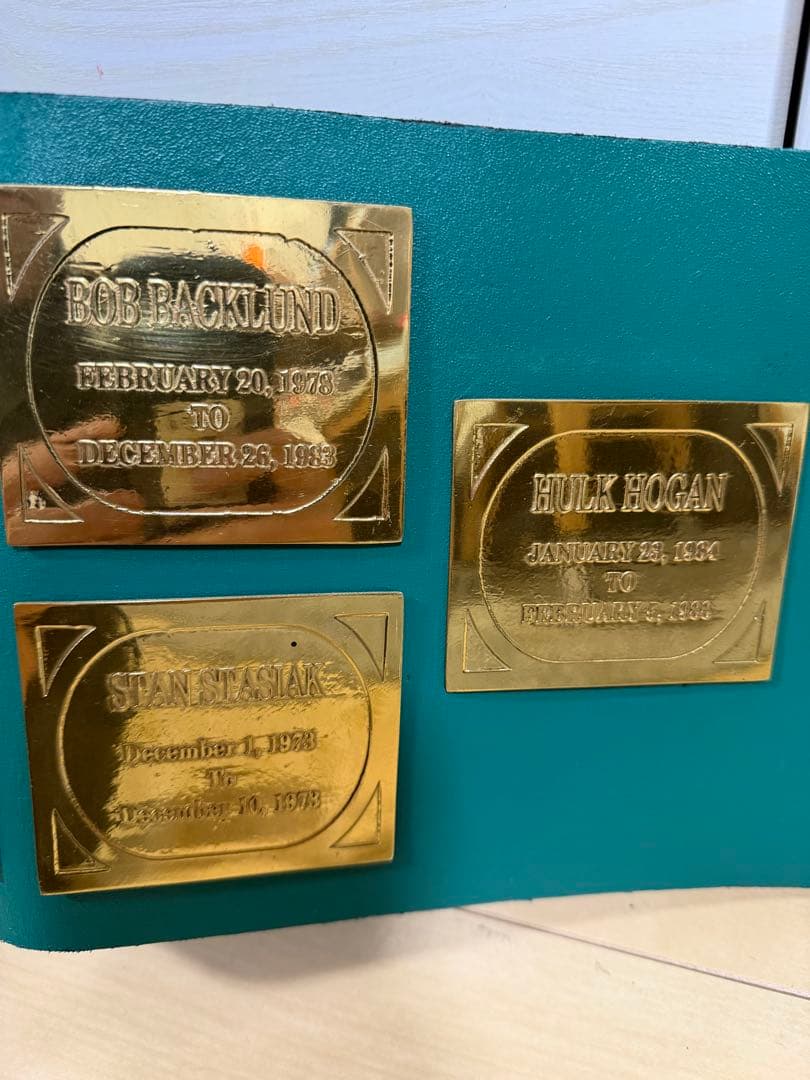 BOB BACKLUND
FEBRUARY 20, 1978
TO
DECEMBER 26, 1983
HULK HOGAN
JANUARY 23, 1984
TO
FEBRUARY 5, 1988
STAN STASIAK
December 1, 1973
To
December 10, 1973